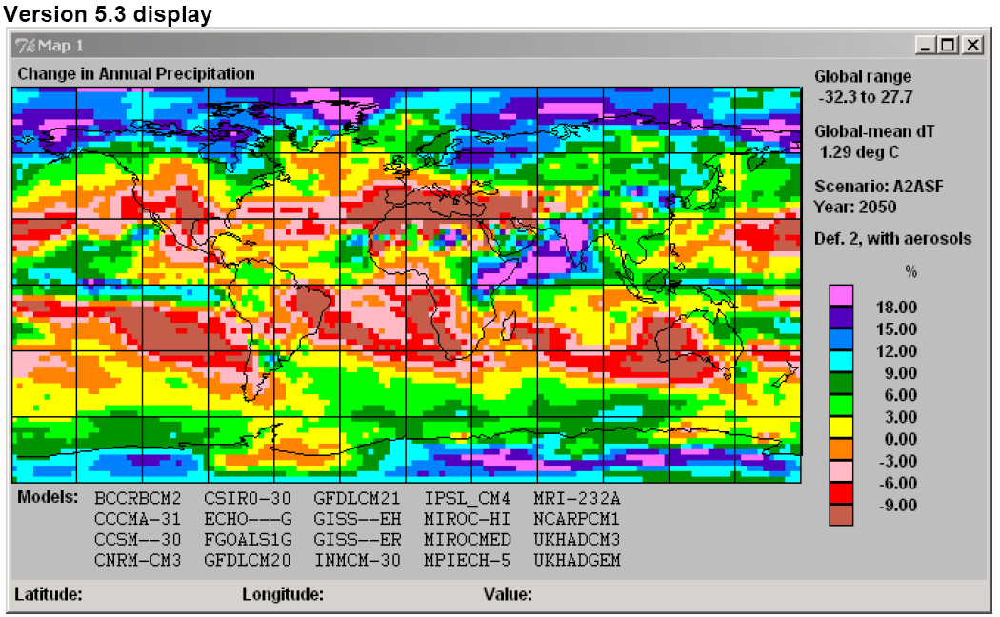 Version 5.3 display
Map 1
Change in Annual Precipitation
Global range
-32.3 to 27.7
Global-mean dT
1.29 deg C
Scenario: A2ASF
Year: 2050
Def. 2, with aerosols
%
18.00
15.00
12.00
9.00
6.00
3.00
0.00
-3.00
-6.00
-9.00
Models: BCCRBCM2 CSIRO-30 GFDLCM21 IPSL_CM4 MRI-232A
CCCMA-31 ECHO---G GISS--EH MIROC-HI NCARPCM1
CCSM--30 FGOALS1G GISS--ER MIROCMED UKHADCM3
CNRM-CM3 GFDLCM20 INMCM-30 MPIECH-5 UKHADGEM
Latitude: Longitude: Value: